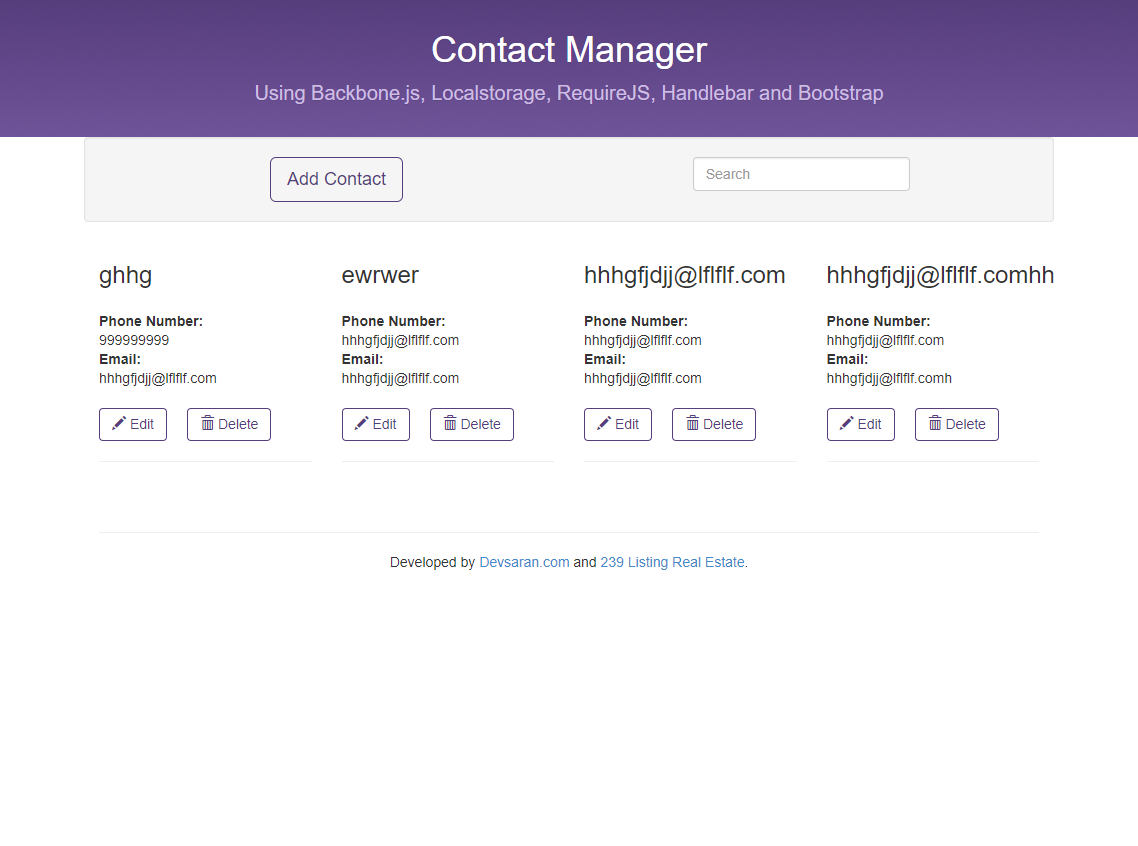 Contact Manager
Using Backbone.js, Localstorage, RequireJS, Handlebar and Bootstrap
Add Contact
Search
ghhg
Phone Number:
999999999
Email:
hhhgfjdjj@lflflf.com
Edit
Delete
ewrwer
Phone Number:
hhhgfjdjj@lflflf.com
Email:
hhhgfjdjj@lflflf.com
Edit
Delete
hhhgfjdjj@lflflf.com
Phone Number:
hhhgfjdjj@lflflf.com
Email:
hhhgfjdjj@lflflf.com
Edit
Delete
hhhgfjdjj@lflflf.comhh
Phone Number:
hhhgfjdjj@lflflf.com
Email:
hhhgfjdjj@lflflf.comh
Edit
Delete
Developed by Devsaran.com and 239 Listing Real Estate.